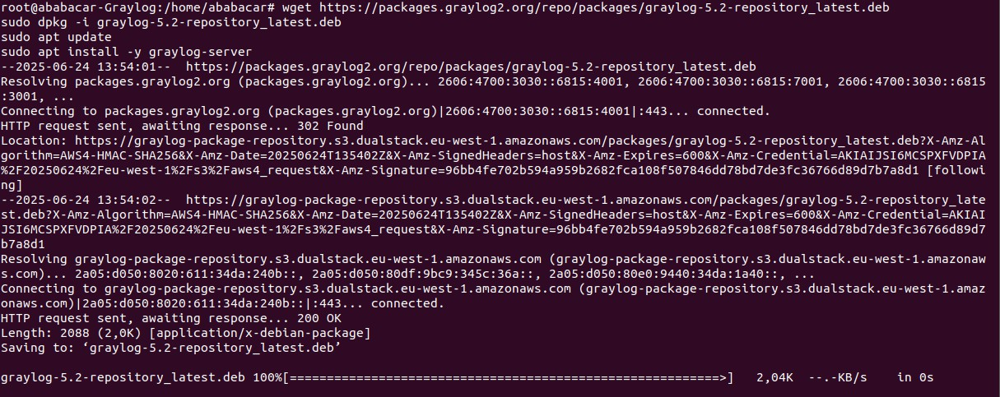 root@ababacar-Graylog:/home/ababacar# wget https://packages.graylog2.org/repo/packages/graylog-5.2-repository_latest.deb
sudo dpkg -i graylog-5.2-repository_latest.deb
sudo apt update
sudo apt install -y graylog-server
--2025-06-24 13:54:01--  https://packages.graylog2.org/repo/packages/graylog-5.2-repository_latest.deb
Resolving packages.graylog2.org (packages.graylog2.org)... 2606:4700:3030::6815:4001, 2606:4700:3030::6815:7001, 2606:4700:3030::6815
:3001, ...
Connecting to packages.graylog2.org (packages.graylog2.org)|2606:4700:3030::6815:4001|:443... connected.
HTTP request sent, awaiting response... 302 Found
Location: https://graylog-package-repository.s3.dualstack.eu-west-1.amazonaws.com/packages/graylog-5.2-repository_latest.deb?X-Amz-Al
gorithm=AWS4-HMAC-SHA256&X-Amz-Date=20250624T135402Z&X-Amz-SignedHeaders=host&X-Amz-Expires=600&X-Amz-Credential=AKIAIJSI6MCSPXFVDPIA
%2F20250624%2Feu-west-1%2Fs3%2Faws4_request&X-Amz-Signature=96bb4fe702b594a959b2682fca108f507846dd78bd7de3fc36766d89d7b7a8d1 [followi
ng]
--2025-06-24 13:54:02--  https://graylog-package-repository.s3.dualstack.eu-west-1.amazonaws.com/packages/graylog-5.2-repository_late
st.deb?X-Amz-Algorithm=AWS4-HMAC-SHA256&X-Amz-Date=20250624T135402Z&X-Amz-SignedHeaders=host&X-Amz-Expires=600&X-Amz-Credential=AKIAI
JSI6MCSPXFVDPIA%2F20250624%2Feu-west-1%2Fs3%2Faws4_request&X-Amz-Signature=96bb4fe702b594a959b2682fca108f507846dd78bd7de3fc36766d89d7
b7a8d1
Resolving graylog-package-repository.s3.dualstack.eu-west-1.amazonaws.com (graylog-package-repository.s3.dualstack.eu-west-1.amazonaw
s.com)... 2a05:d050:8020:611:34da:240b::, 2a05:d050:80df:9bc9:345c:36a::, 2a05:d050:80e0:9440:34da:1a40::, ...
Connecting to graylog-package-repository.s3.dualstack.eu-west-1.amazonaws.com (graylog-package-repository.s3.dualstack.eu-west-1.amaz
onaws.com)|2a05:d050:8020:611:34da:240b::|:443... connected.
HTTP request sent, awaiting response... 200 OK
Length: 2088 (2,0K) [application/x-debian-package]
Saving to: ‘graylog-5.2-repository_latest.deb’
graylog-5.2-repository_latest.deb 100%[==========================================================>]   2,04K  --.-KB/s    in 0s